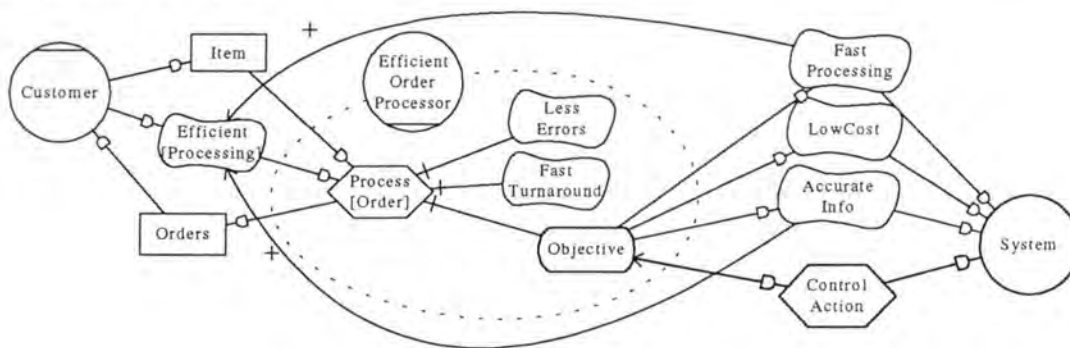 Customer
Item
Efficient
[Processing]
Orders
+
+
Efficient
Order
Processor
Process
[Order]
Less
Errors
Fast
Turnaround
Objective
Fast
Processing
LowCost
Accurate
Info
Control
Action
System